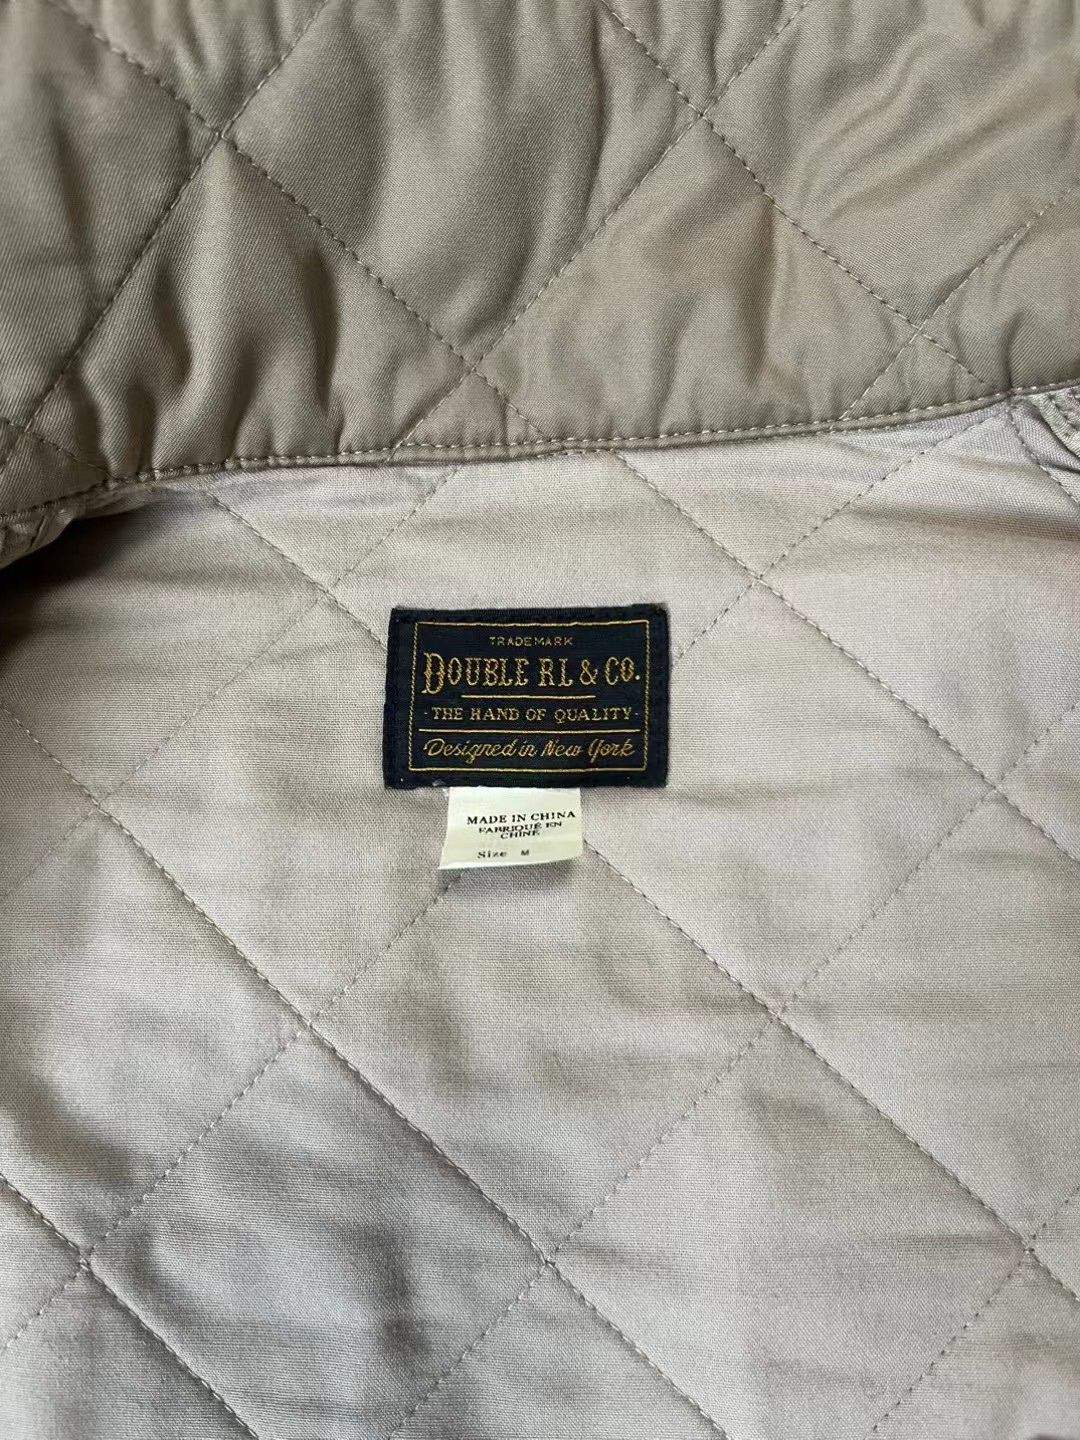 TRADEMARK
DOUBLE RL & CO.
- THE HAND OF QUALITY -
Designed in New York
MADE IN CHINA
FABRIQUÉ EN
CHINE
Size M